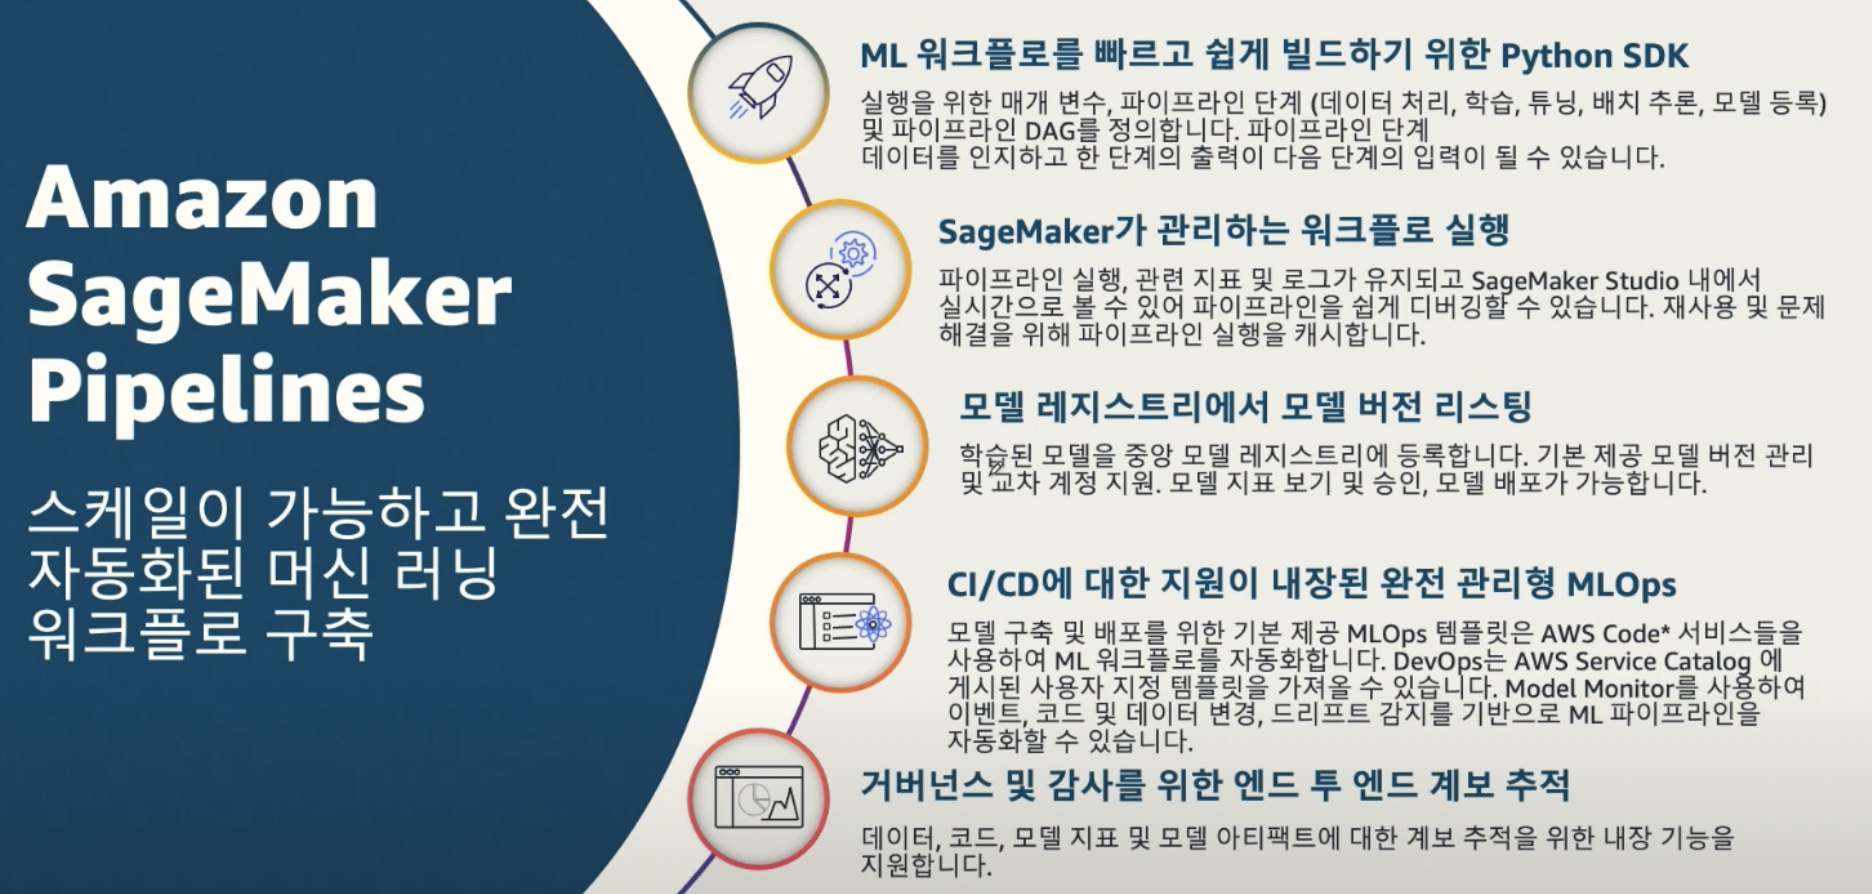 Amazon
SageMaker
Pipelines
스케일이 가능하고 완전
자동화된 머신 러닝
워크플로 구축
ML 워크플로를 빠르고 쉽게 빌드하기 위한 Python SDK
실행을 위한 매개 변수, 파이프라인 단계 (데이터 처리, 학습, 튜닝, 배치 추론, 모델 등록)
및 파이프라인 DAG를 정의합니다. 파이프라인 단계
데이터를 인지하고 한 단계의 출력이 다음 단계의 입력이 될 수 있습니다.
SageMaker가 관리하는 워크플로 실행
파이프라인 실행, 관련 지표 및 로그가 유지되고 SageMaker Studio 내에서
실시간으로 볼 수 있어 파이프라인을 쉽게 디버깅할 수 있습니다. 재사용 및 문제
해결을 위해 파이프라인 실행을 캐시합니다.
모델 레지스트리에서 모델 버전 리스팅
학습된 모델을 중앙 모델 레지스트리에 등록합니다. 기본 제공 모델 버전 관리
및 교차 계정 지원. 모델 지표 보기 및 승인, 모델 배포가 가능합니다.
CI/CD에 대한 지원이 내장된 완전 관리형 MLOps
모델 구축 및 배포를 위한 기본 제공 MLOps 템플릿은 AWS Code* 서비스들을
사용하여 ML 워크플로를 자동화합니다. DevOps는 AWS Service Catalog 에
게시된 사용자 지정 템플릿을 가져올 수 있습니다. Model Monitor를 사용하여
이벤트, 코드 및 데이터 변경, 드리프트 감지를 기반으로 ML 파이프라인을
자동화할 수 있습니다.
거버넌스 및 감사를 위한 엔드 투 엔드 계보 추적
데이터, 코드, 모델 지표 및 모델 아티팩트에 대한 계보 추적을 위한 내장 기능을
지원합니다.